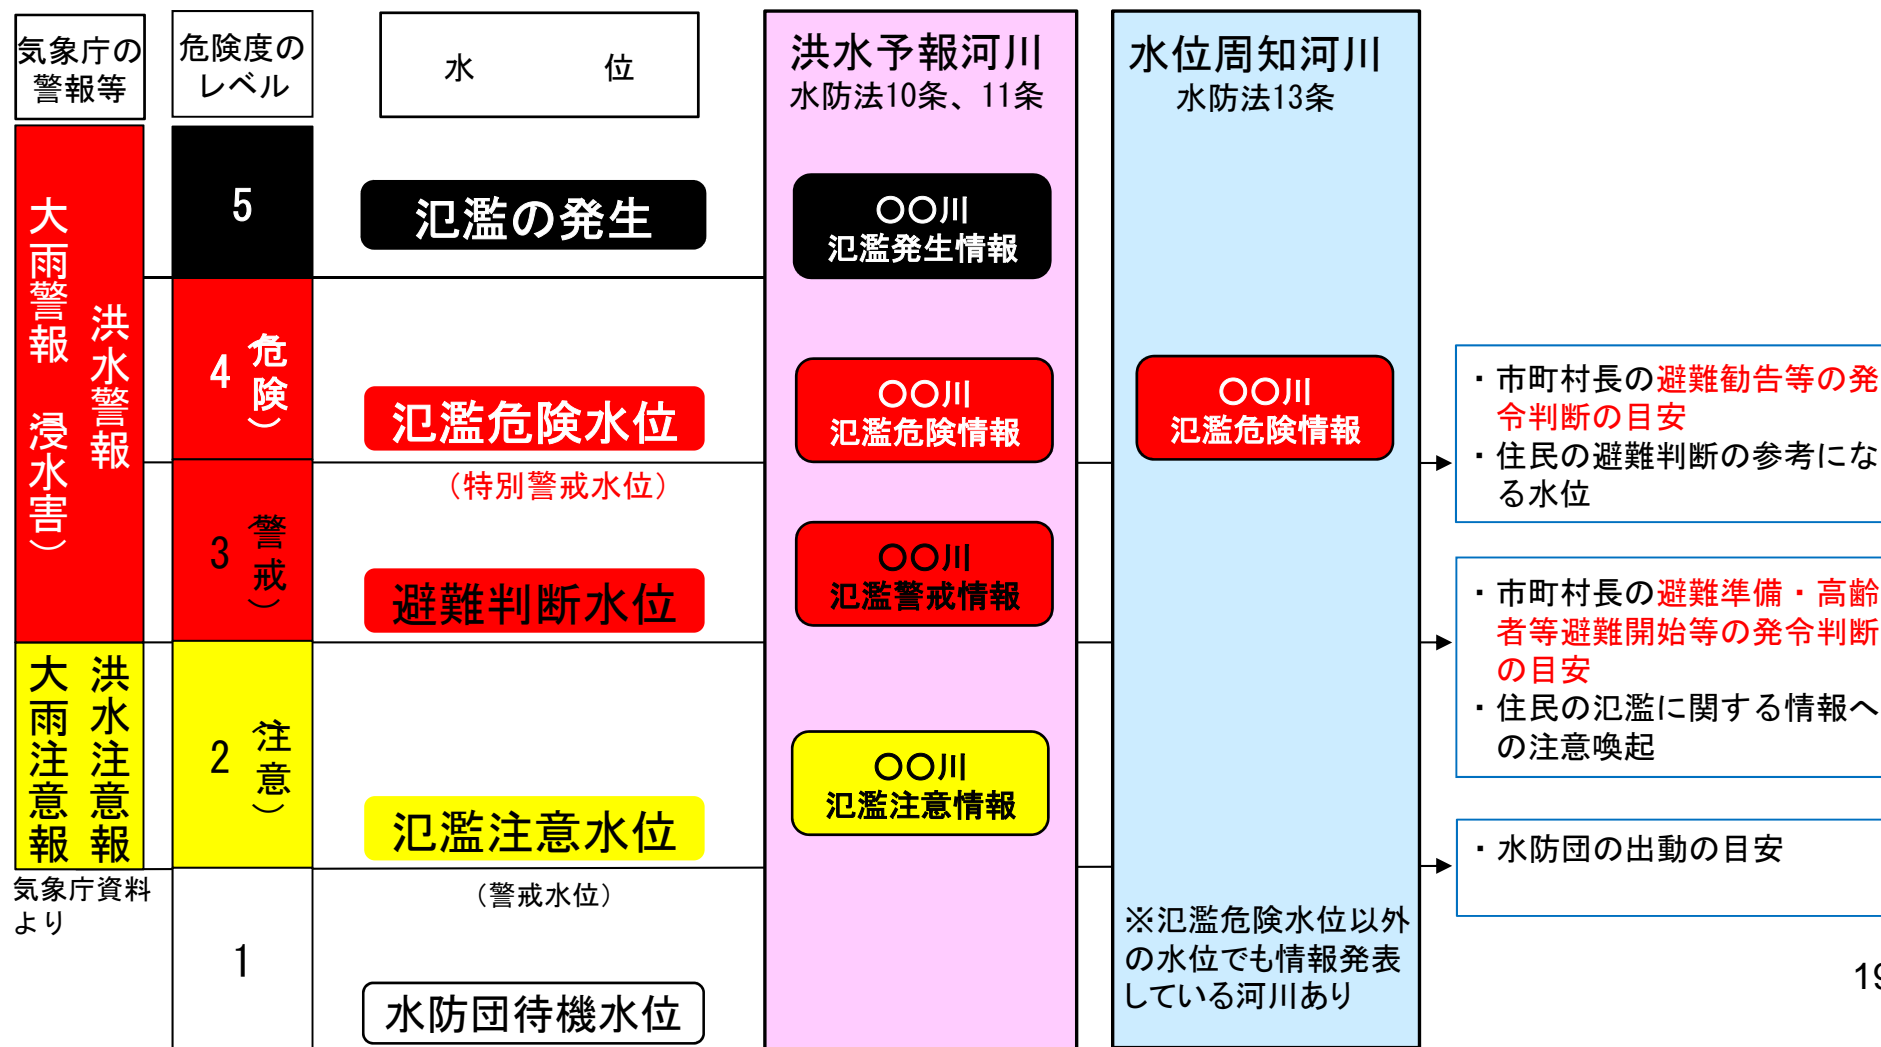 気象庁の
警報等
危険度の
レベル
水 位
洪水予報河川
水防法10条、11条
水位周知河川
水防法13条
大雨警報（浸水害）
洪水警報
5
氾濫の発生
〇〇川
氾濫発生情報
4（危険）
氾濫危険水位
（特別警戒水位）
〇〇川
氾濫危険情報
〇〇川
氾濫危険情報
・市町村長の避難勧告等の発
令判断の目安
・住民の避難判断の参考にな
る水位
3（警戒）
避難判断水位
〇〇川
氾濫警戒情報
・市町村長の避難準備・高齢
者等避難開始等の発令判断
の目安
・住民の氾濫に関する情報へ
の注意喚起
大雨注意報
洪水注意報
2（注意）
氾濫注意水位
（警戒水位）
〇〇川
氾濫注意情報
・水防団の出動の目安
気象庁資料
より
1
水防団待機水位
※氾濫危険水位以外
の水位でも情報発表
している河川あり
19